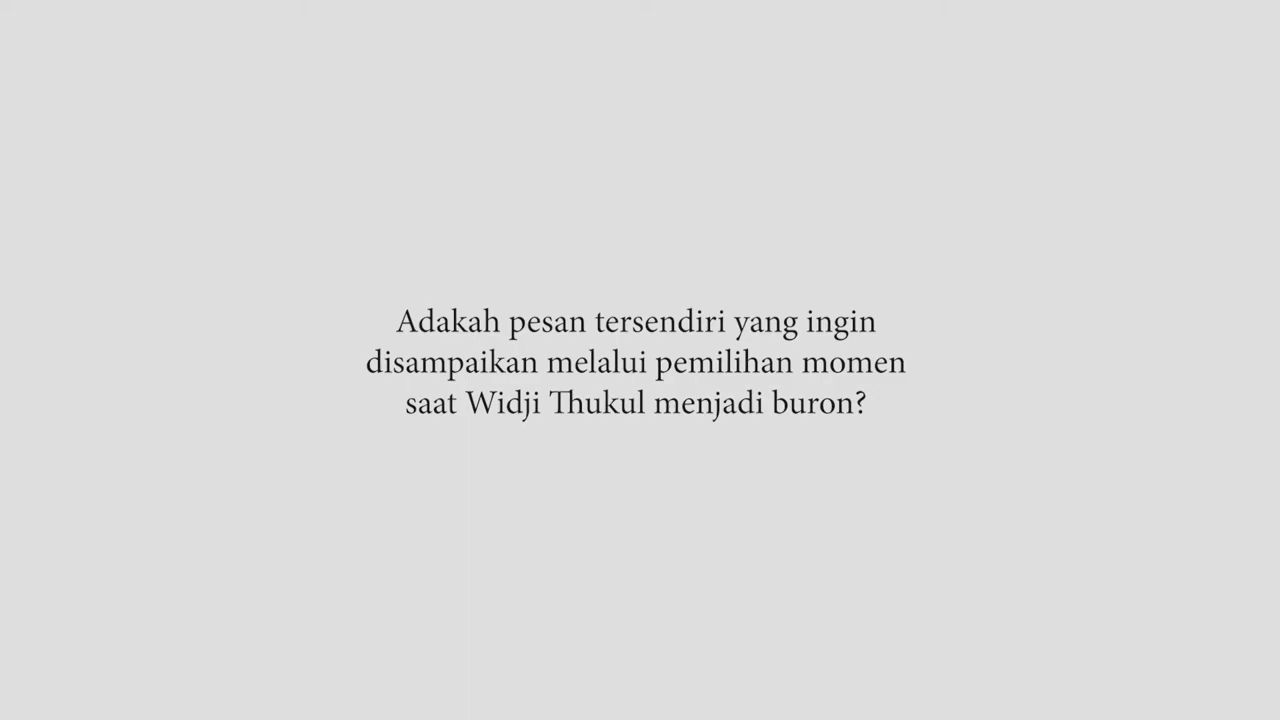 Adakah pesan tersendiri yang ingin
disampaikan melalui pemilihan momen
saat Widji Thukul menjadi buron?